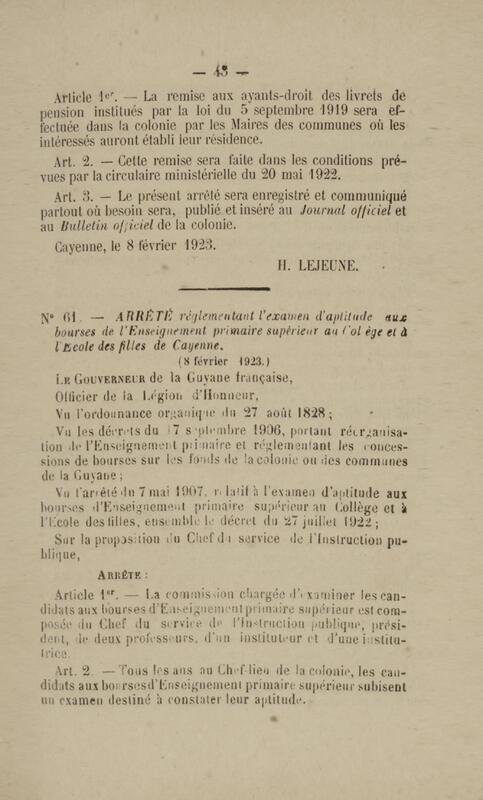 — 43 —
Article 1er. — La remise aux ayants-droit des livrets de
pension institués par la loi du 5 septembre 1919 sera ef-
fectuée dans la colonie par les Maires des communes où les
intéressés auront établi leur résidence.
Art. 2. — Cette remise sera faite dans les conditions pré-
vues par la circulaire ministérielle du 20 mai 1922.
Art. 3. — Le présent arrêté sera enregistré et communiqué
partout où besoin sera, publié et inséré au Journal officiel et
au Bulletin officiel de la colonie.
Cayenne, le 8 février 1923.
H. LEJEUNE.
N° 61. — ARRÊTÉ réglementant l'examen d'aptitude aux
bourses de l'Enseignement primaire supérieur au Col ège et à
l'Ecole des filles de Cayenne.
(8 février 1923.)
LE GOUVERNEUR de la Guyane française,
Officier de la Légion d'Honneur,
Vu l'ordonnance organique du 27 août 1828 ;
Vu les décrets du 7 s ptembre 1906, portant réorganisa-
tion de l'Enseignement primaire et réglementant les conces-
sions de bourses sur les fonds de la colonie ou des communes
de la Guyane ;
Vu l'arrêté du 7 mai 1907, r latif à l'examen d'aptitude aux
bourses d'Enseignement primaire supérieur au Collège et à
l'Ecole des filles, ensemble le décret du 27 juillet 1922 ;
Sur la proposition du Chef du service de l'Instruction pu-
blique,
ARRÊTE :
Article 1er. — La commission chargée d'examiner les can-
didats aux bourses d'Enseignement primaire supérieur est com-
posée du Chef du service de l'Instruction publique, prési-
dent, de deux professeurs, d'un instituteur et d'une institu-
trice.
Art. 2. — Tous les ans au Chef-lieu de la colonie, les can-
didats aux bourses d'Enseignement primaire supérieur subisent
un examen destiné à constater leur aptitude.